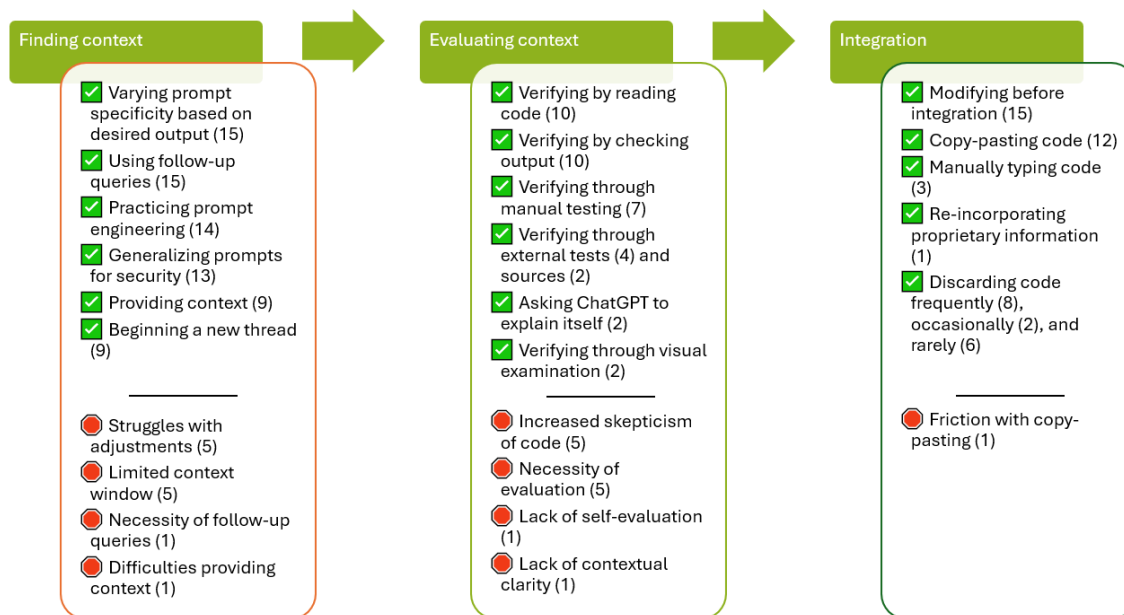 Finding context
Varying prompt
specificity based on
desired output (15)
Using follow-up
queries (15)
Practicing prompt
engineering (14)
Generalizing prompts
for security (13)
Providing context (9)
Beginning a new thread
(9)
Struggles with
adjustments (5)
Limited context
window (5)
Necessity of follow-up
queries (1)
Difficulties providing
context (1)
Evaluating context
Verifying by reading
code (10)
Verifying by checking
output (10)
Verifying through
manual testing (7)
Verifying through
external tests (4) and
sources (2)
Asking ChatGPT to
explain itself (2)
Verifying through visual
examination (2)
Increased skepticism
of code (5)
Necessity of
evaluation (5)
Lack of self-evaluation
(1)
Lack of contextual
clarity (1)
Integration
Modifying before
integration (15)
Copy-pasting code (12)
Manually typing code
(3)
Re-incorporating
proprietary information
(1)
Discarding code
frequently (8),
occasionally (2), and
rarely (6)
Friction with copy-
pasting (1)